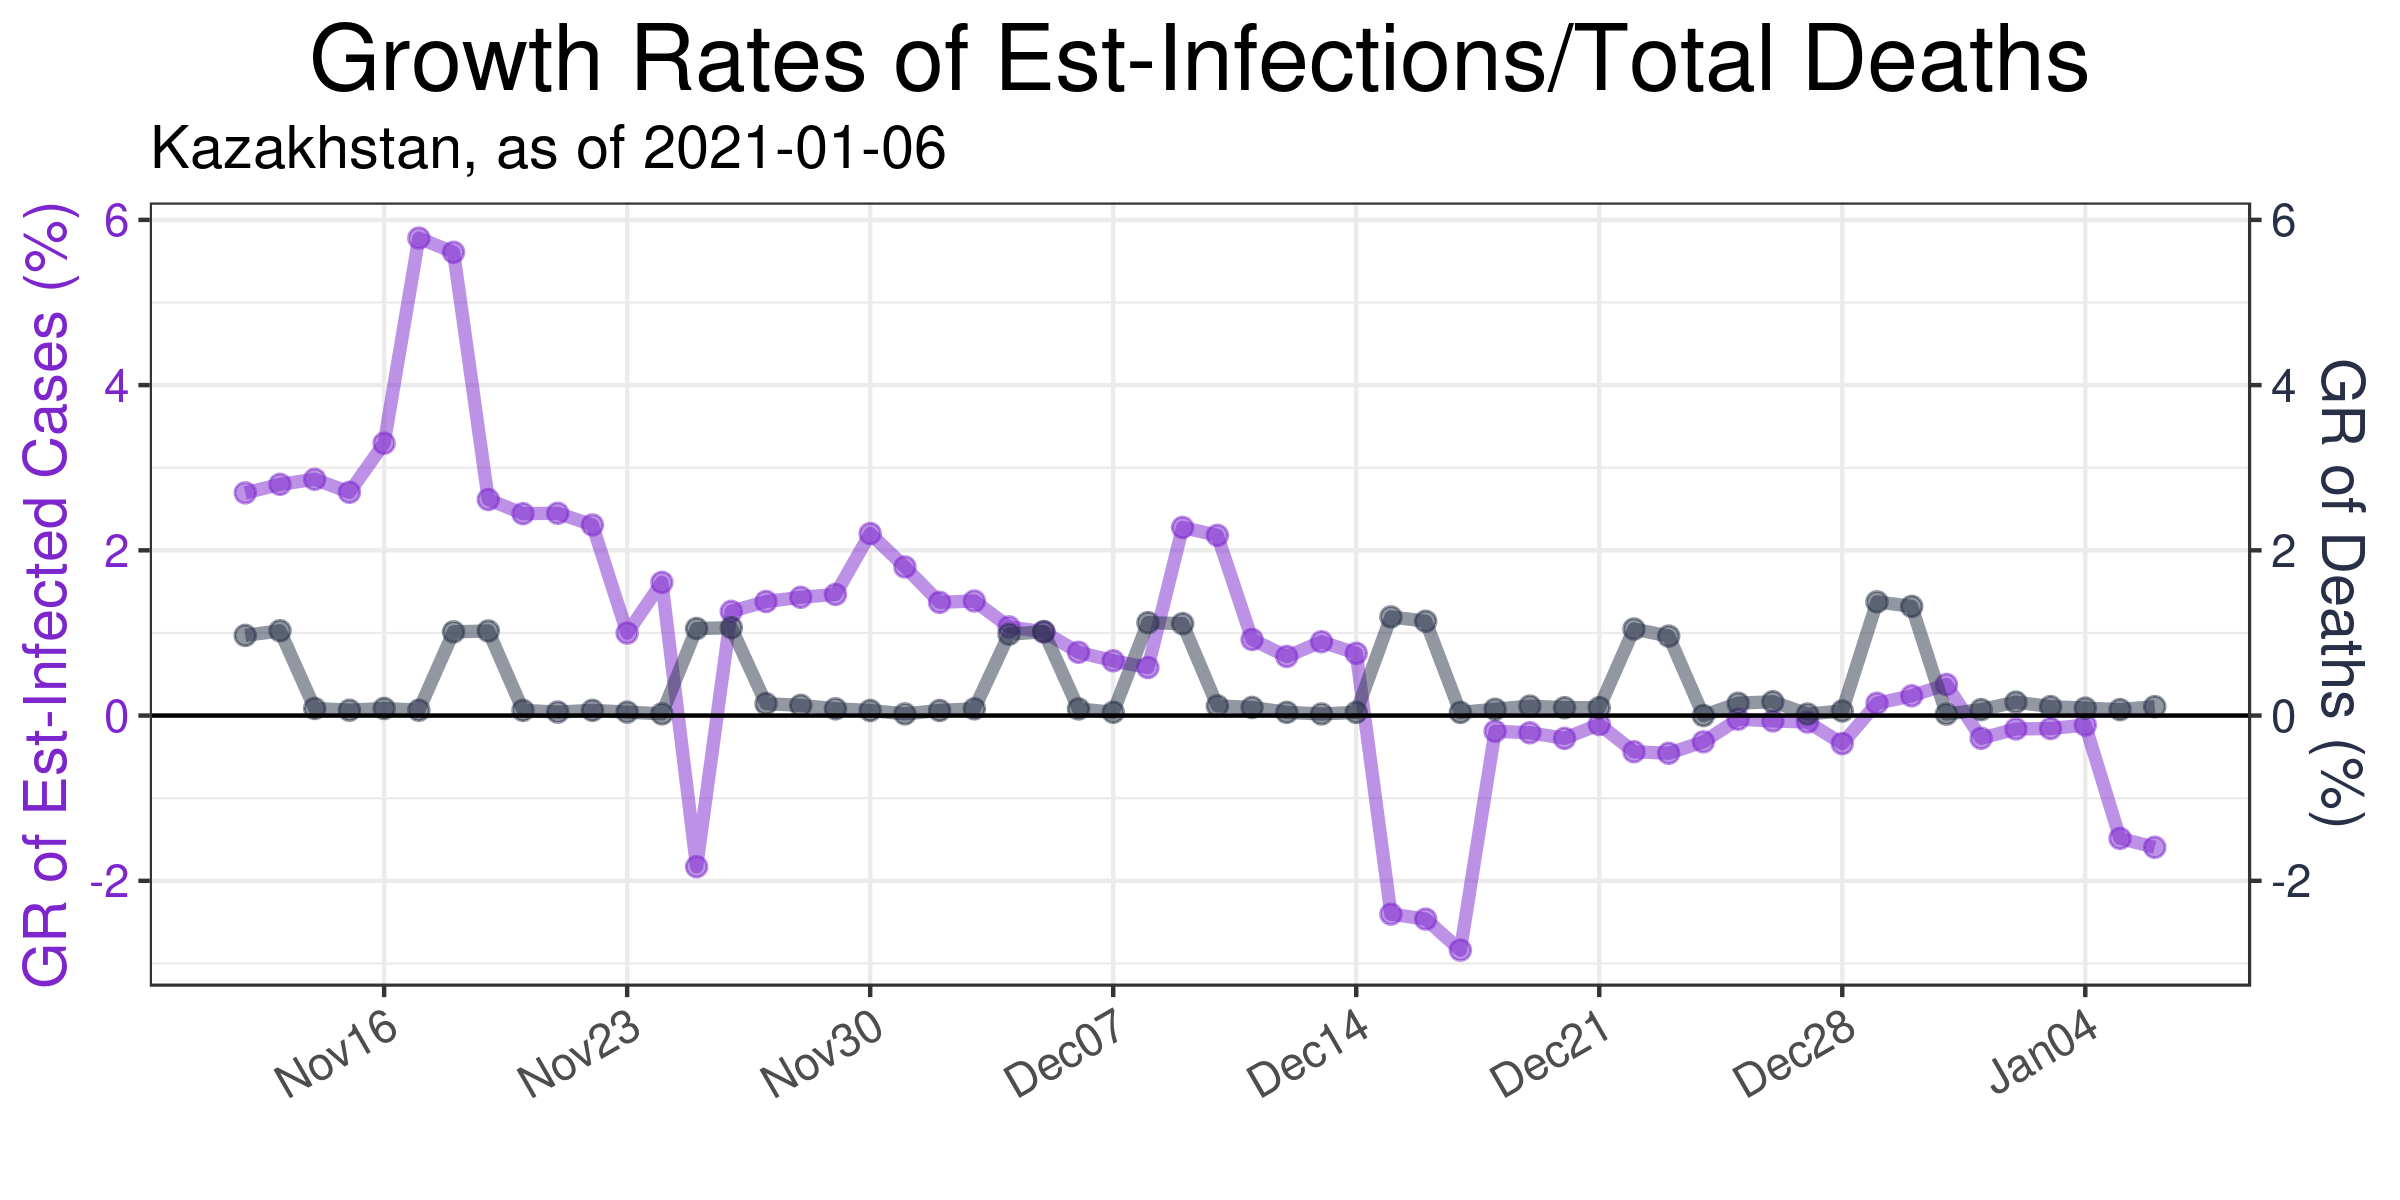 Growth Rates of Est-Infections/Total Deaths
Kazakhstan, as of 2021-01-06
GR of Est-Infected Cases (%)
6
4
2
0
-2
6
4
2
0
-2
GR of Deaths (%)
Nov16
Nov23
Nov30
Dec07
Dec14
Dec21
Dec28
Jan04